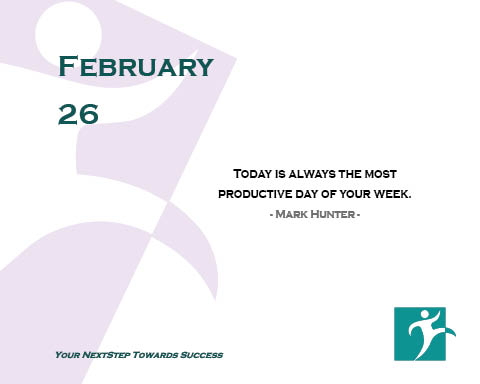 February
26
Today is always the most
productive day of your week.
- Mark Hunter -
Your NextStep Towards Success